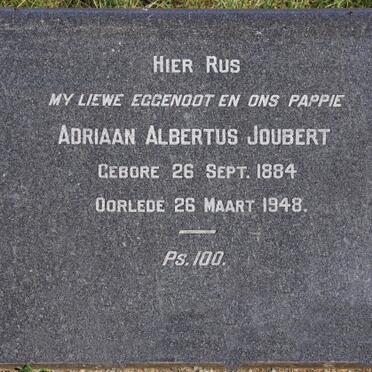 HIER RUS
MY LIEWE EGGENOOT EN ONS PAPPIE
ADRIAAN ALBERTUS JOUBERT
GEBORE 26 SEPT. 1884
OORLEDE 26 MAART 1948.
PS. 100.